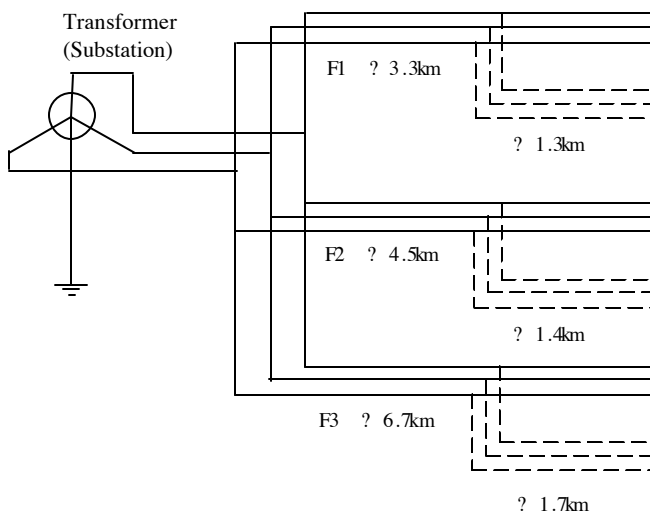 Transformer
(Substation)
F1 ? 3.3km
? 1.3km
F2 ? 4.5km
? 1.4km
F3 ? 6.7km
? 1.7km